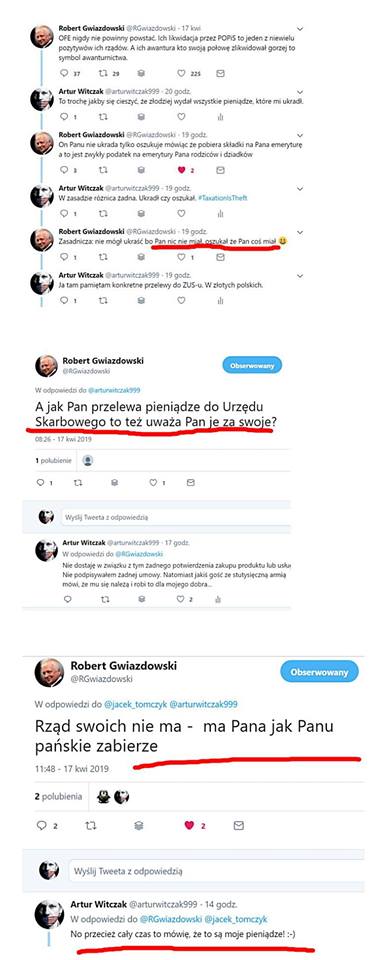 Robert Gwiazdowski @RGwiazdowski · 17 kwi
OFE nigdy nie powinny powstać. Ich likwidacja przez POPiS to jeden z niewielu
pozytywów ich rządów. A ich awantura kto swoją połowę zlikwidował gorzej to
symbol awanturnictwa.
37 29 225
Artur Witczak @arturwitczak999 · 20 godz.
To trochę jakby się cieszyć, że złodziej wydał wszystkie pieniądze, które mi ukradł.
1
Robert Gwiazdowski @RGwiazdowski · 19 godz.
On Panu nie ukrada tylko oszukuje mówiąc że pobiera składki na Pana emeryturę
a to jest zwykły podatek na emerytury Pana rodziców i dziadków
3 2
Artur Witczak @arturwitczak999 · 19 godz.
W zasadzie różnica żadna. Ukradł czy oszukał. #TaxationIsTheft
1
Robert Gwiazdowski @RGwiazdowski · 19 godz.
Zasadnicza: nie mógł ukraść bo Pan nic nie miał, oszukał że Pan coś miał 😃
1 1
Artur Witczak @arturwitczak999 · 19 godz.
Ja tam pamiętam konkretne przelewy do ZUS-u. W złotych polskich.
1
Robert Gwiazdowski
@RGwiazdowski
Obserwowany
W odpowiedzi do @arturwitczak999
A jak Pan przelewa pieniądze do Urzędu
Skarbowego to też uważa Pan je za swoje?
08:26 - 17 kwi 2019
1 polubienie
1 1
Wyślij Tweeta z odpowiedzią
Artur Witczak @arturwitczak999 · 17 godz.
W odpowiedzi do @RGwiazdowski
Nie dostaję w związku z tym żadnego potwierdzenia zakupu produktu lub usług
Nie podpisywałem żadnej umowy. Natomiast jakiś gość ze stutysięczną armią
mówi, że mu się należą i robi to dla mojego dobra...
2
Robert Gwiazdowski
@RGwiazdowski
Obserwowany
W odpowiedzi do @jacek_tomczyk @arturwitczak999
Rząd swoich nie ma - ma Pana jak Panu
pańskie zabierze
11:48 - 17 kwi 2019
2 polubienia
2 2
Wyślij Tweeta z odpowiedzią
Artur Witczak @arturwitczak999 · 14 godz.
W odpowiedzi do @RGwiazdowski @jacek_tomczyk
No przecież cały czas to mówię, że to są moje pieniądze! :-)